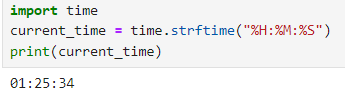 import time
current_time = time.strftime("%H:%M:%S")
print(current_time)
01:25:34